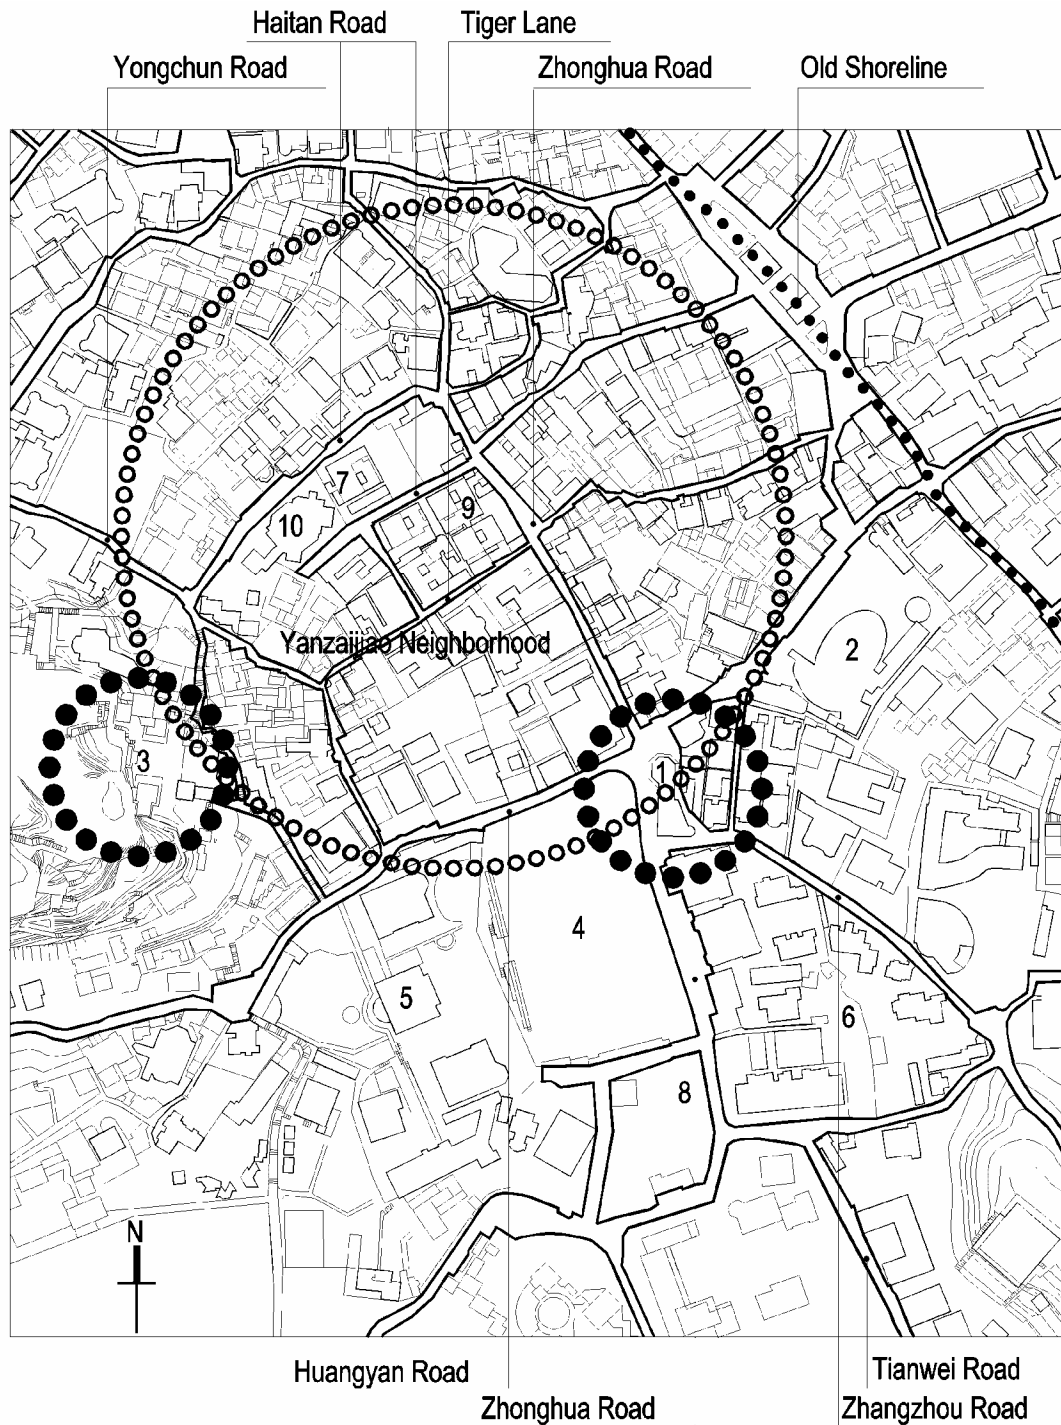 Haitan Road
Tiger Lane
Yongchun Road
Zhonghua Road
Old Shoreline
7
9
10
Yanzaijiao Neighborhood
2
3
1
4
5
6
8
N
Huangyan Road
Tianwei Road
Zhonghua Road
Zhangzhou Road